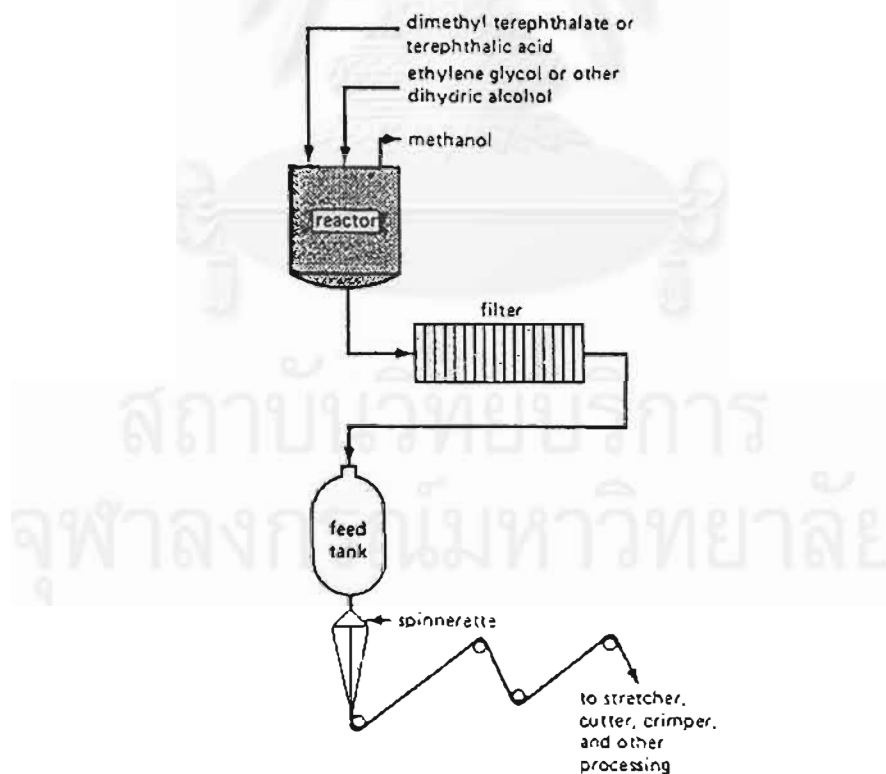 dimethyl terephthalate or
terephthalic acid
ethylene glycol or other
dihydric alcohol
methanol
reactor
filter
สถาบันวิทยบริการ
จุฬาลงกรณ์มหาวิทยาลัย
feed
tank
spinnerette
to stretcher,
cutter, crimper,
and other
processing